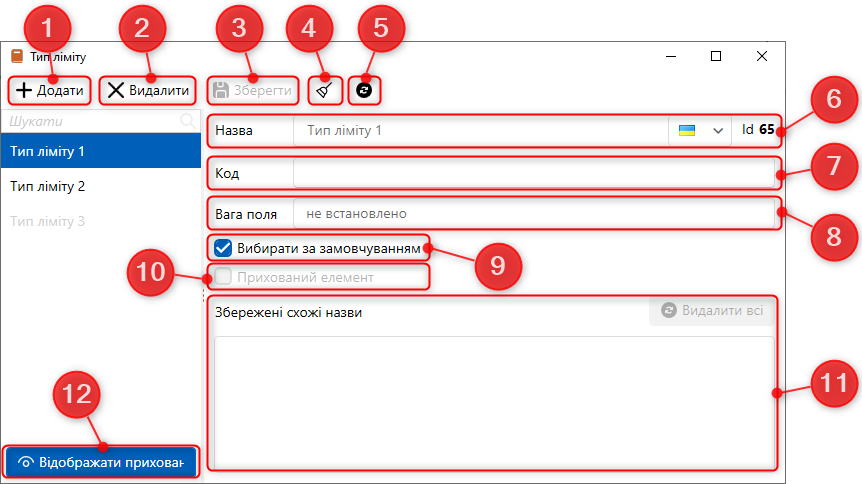 1 2 3 4 5
Тип ліміту
Додати Видалити Зберегти
Шукати
Тип ліміту 1
Тип ліміту 2
Тип ліміту 3
Назва Тип ліміту 1 Id 65
6
Код
7
Вага поля не встановлено
8
Вибирати за замовчуванням
9
10
Прихований елемент
Збережені схожі назви Видалити всі
11
12
Відображати прихован